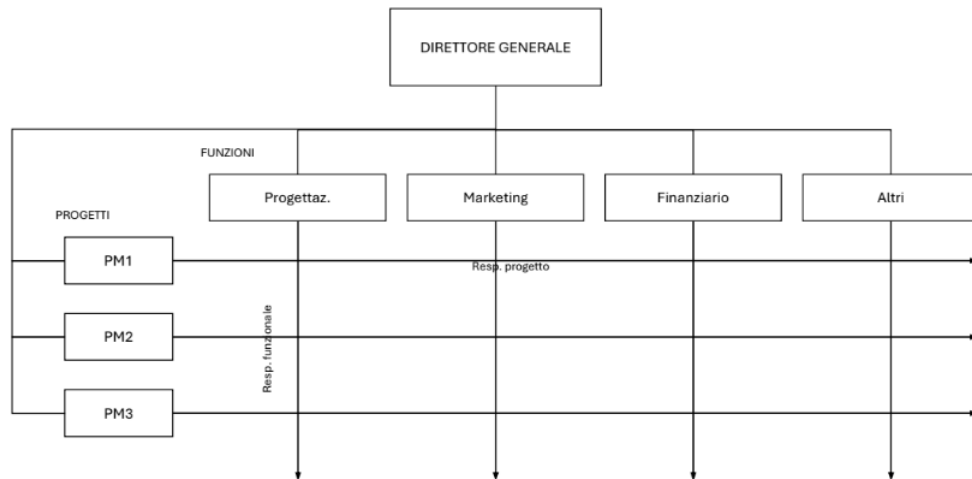 DIRETTORE GENERALE
FUNZIONI
Progettaz.
Marketing
Finanziario
Altri
PROGETTI
PM1
Resp. progetto
Resp. funzionale
PM2
PM3